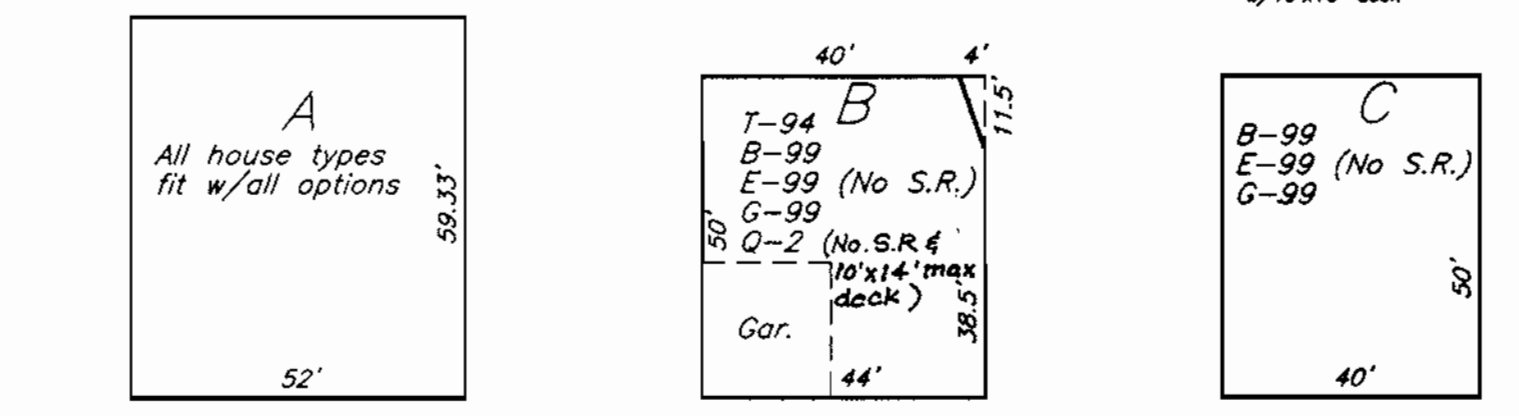 A
All house types
fit w/all options
59.33'
52'
40'
4'
11.5'
B
T-94
B-99
E-99 (No S.R.)
G-99
Q-2 (No. S.R &
10'x14' max
deck)
50'
38.5'
Gar.
44'
C
B-99
E-99 (No S.R.)
G-99
50'
40'